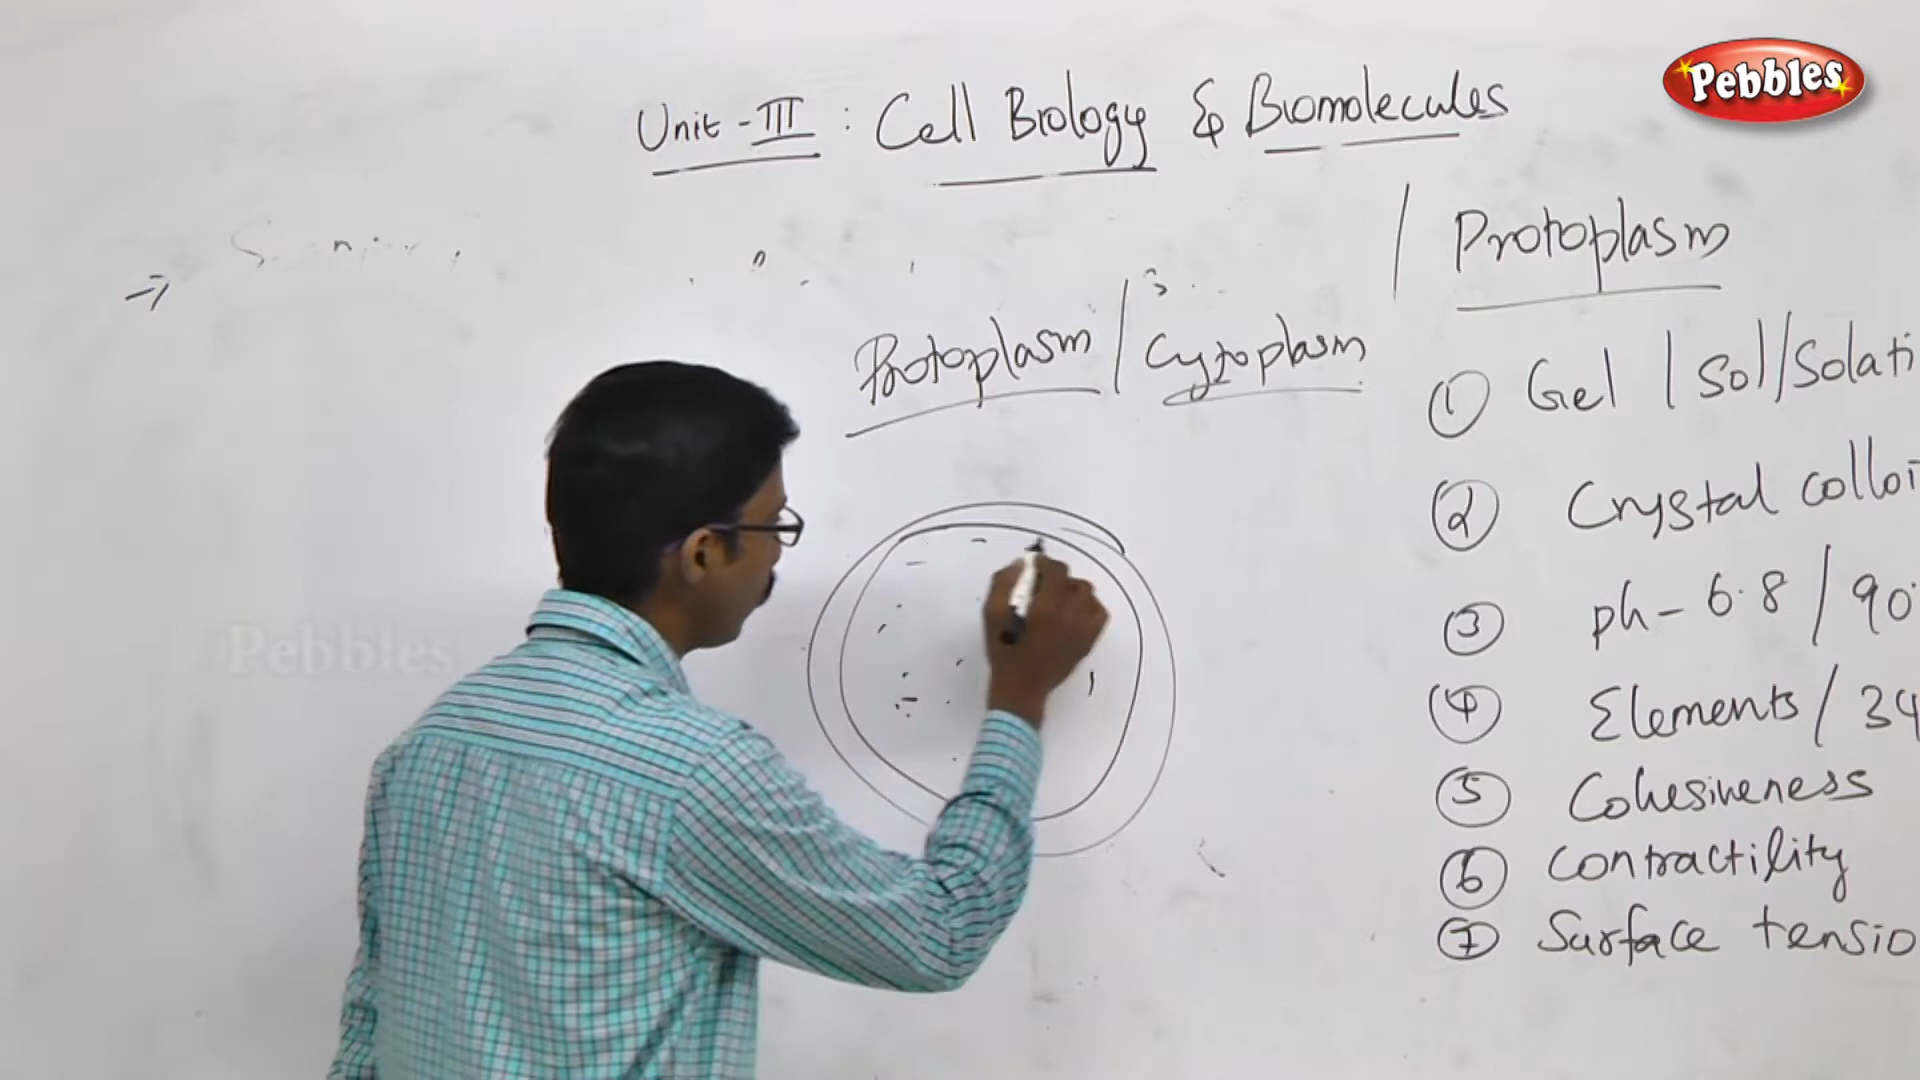 Pebbles
Unit - III : Cell Biology & Biomolecules
Protoplasm / Cytoplasm
/ Protoplasm
① Gel / Sol/Solati
② Crystal colloi
③ ph - 6.8 / 90
④ Elements / 34
⑤ Cohesiveness
⑥ Contractility
⑦ Surface tensio
Pebbles